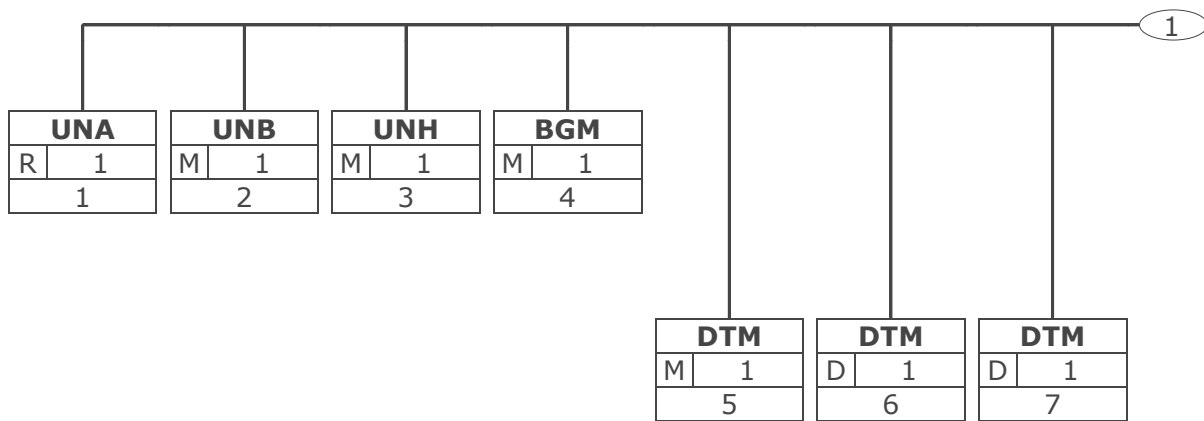 1
UNA UNB UNH BGM
R 1 M 1 M 1 M 1
1 2 3 4
DTM DTM DTM
M 1 D 1 D 1
5 6 7